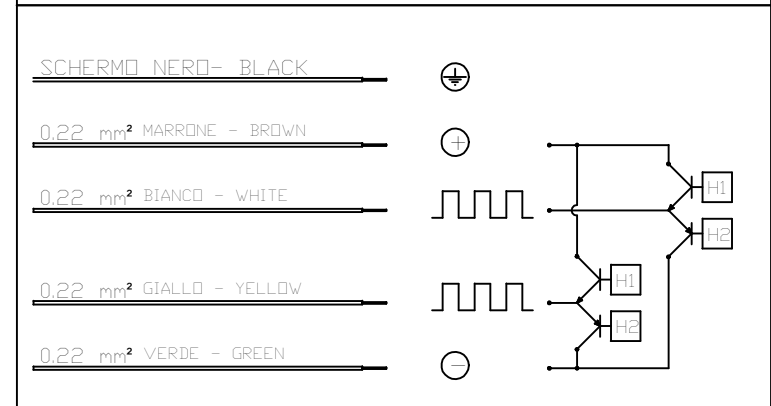 SCHERMO NERO- BLACK
0.22 mm² MARRONE - BROWN
+
H1
0.22 mm² BIANCO - WHITE
H2
H1
0.22 mm² GIALLO - YELLOW
H2
0.22 mm² VERDE - GREEN
-